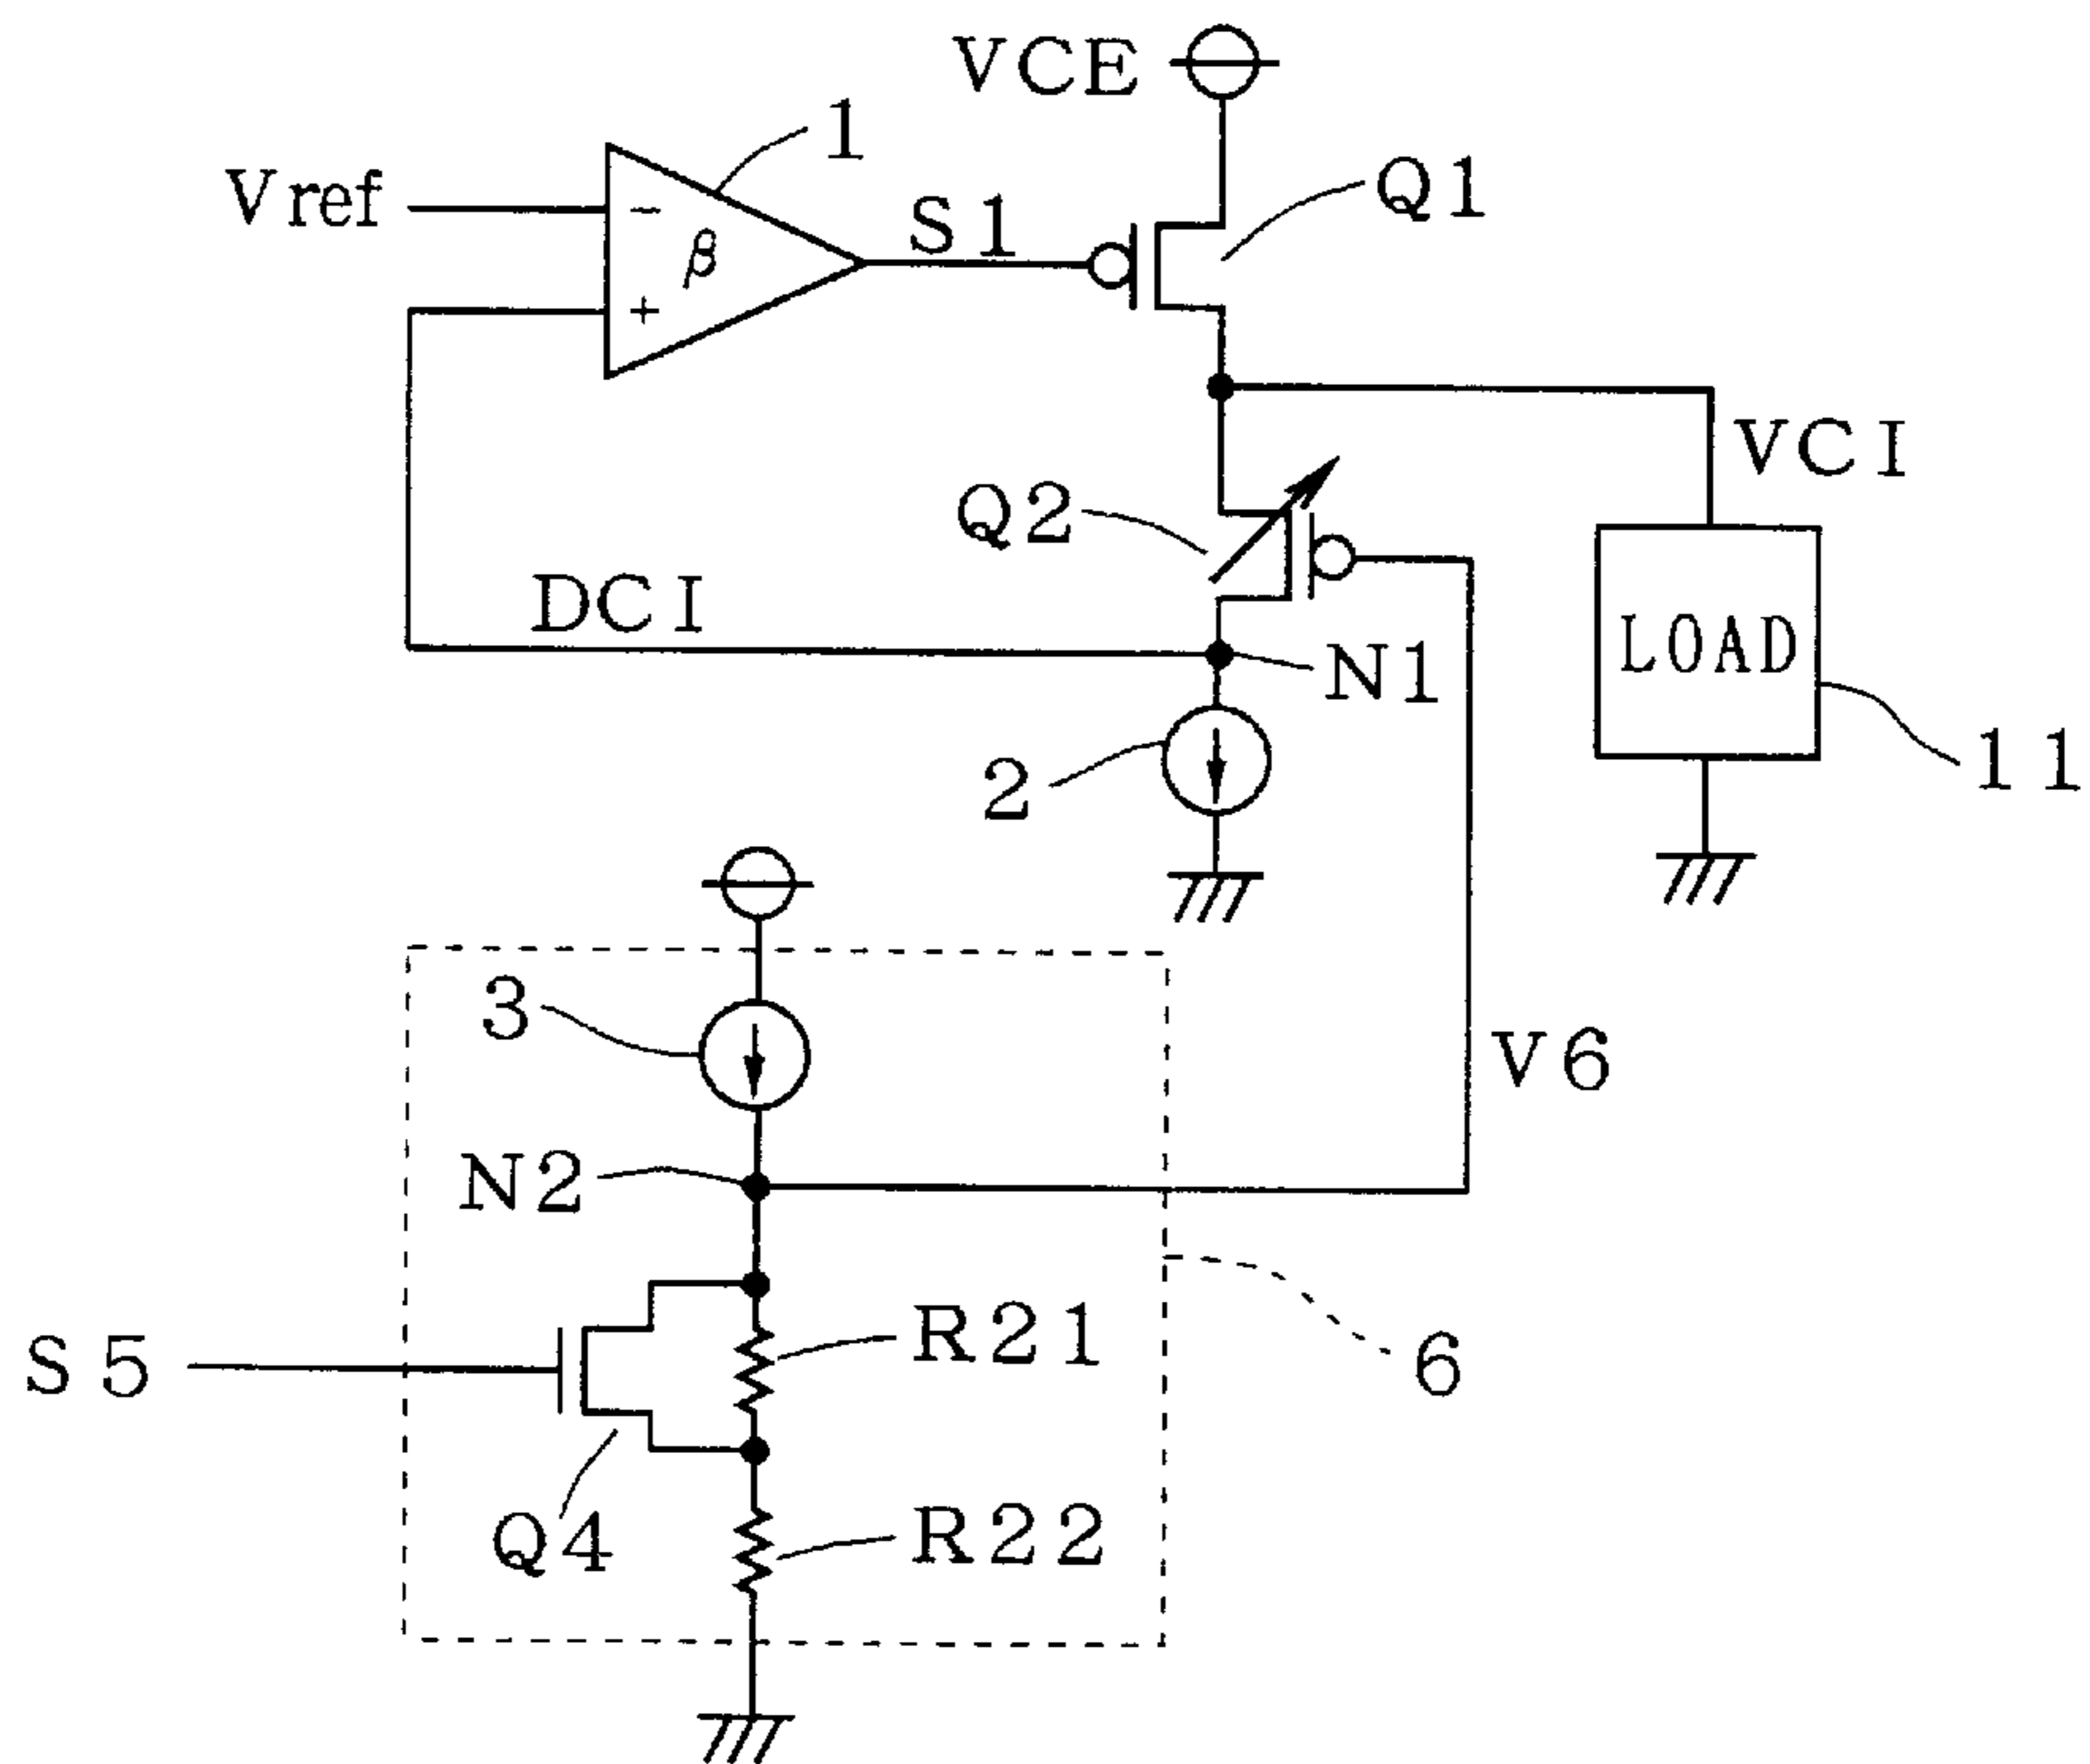 VCE
1
Vref
-
β
+
S1
Q1
VCI
Q2
DCI
N1
LOAD
2
11
3
V6
N2
R21
S5
6
Q4
R22